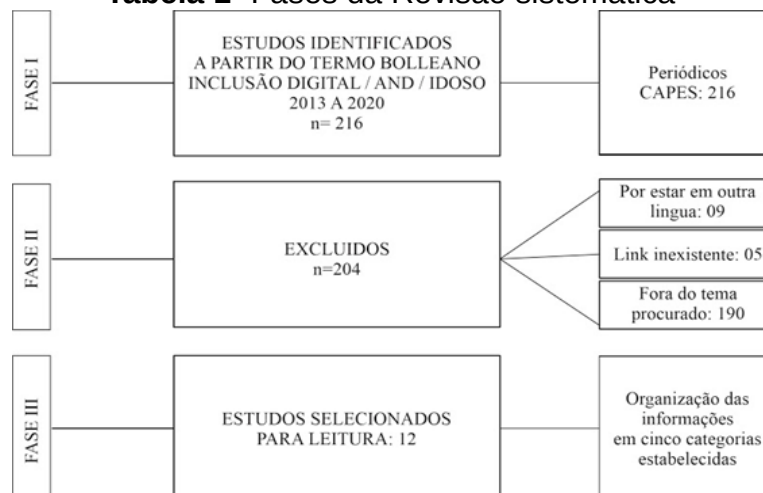 Tabela 2- Fases da Revisão sistemática
FASE I
ESTUDOS IDENTIFICADOS
A PARTIR DO TERMO BOLLEANO
INCLUSÃO DIGITAL / AND / IDOSO
2013 A 2020
n= 216
Periódicos
CAPES: 216
FASE II
EXCLUIDOS
n=204
Por estar em outra
lingua: 09
Link inexistente: 05
Fora do tema
procurado: 190
FASE III
ESTUDOS SELECIONADOS
PARA LEITURA: 12
Organização das
informações
em cinco categorias
estabelecidas